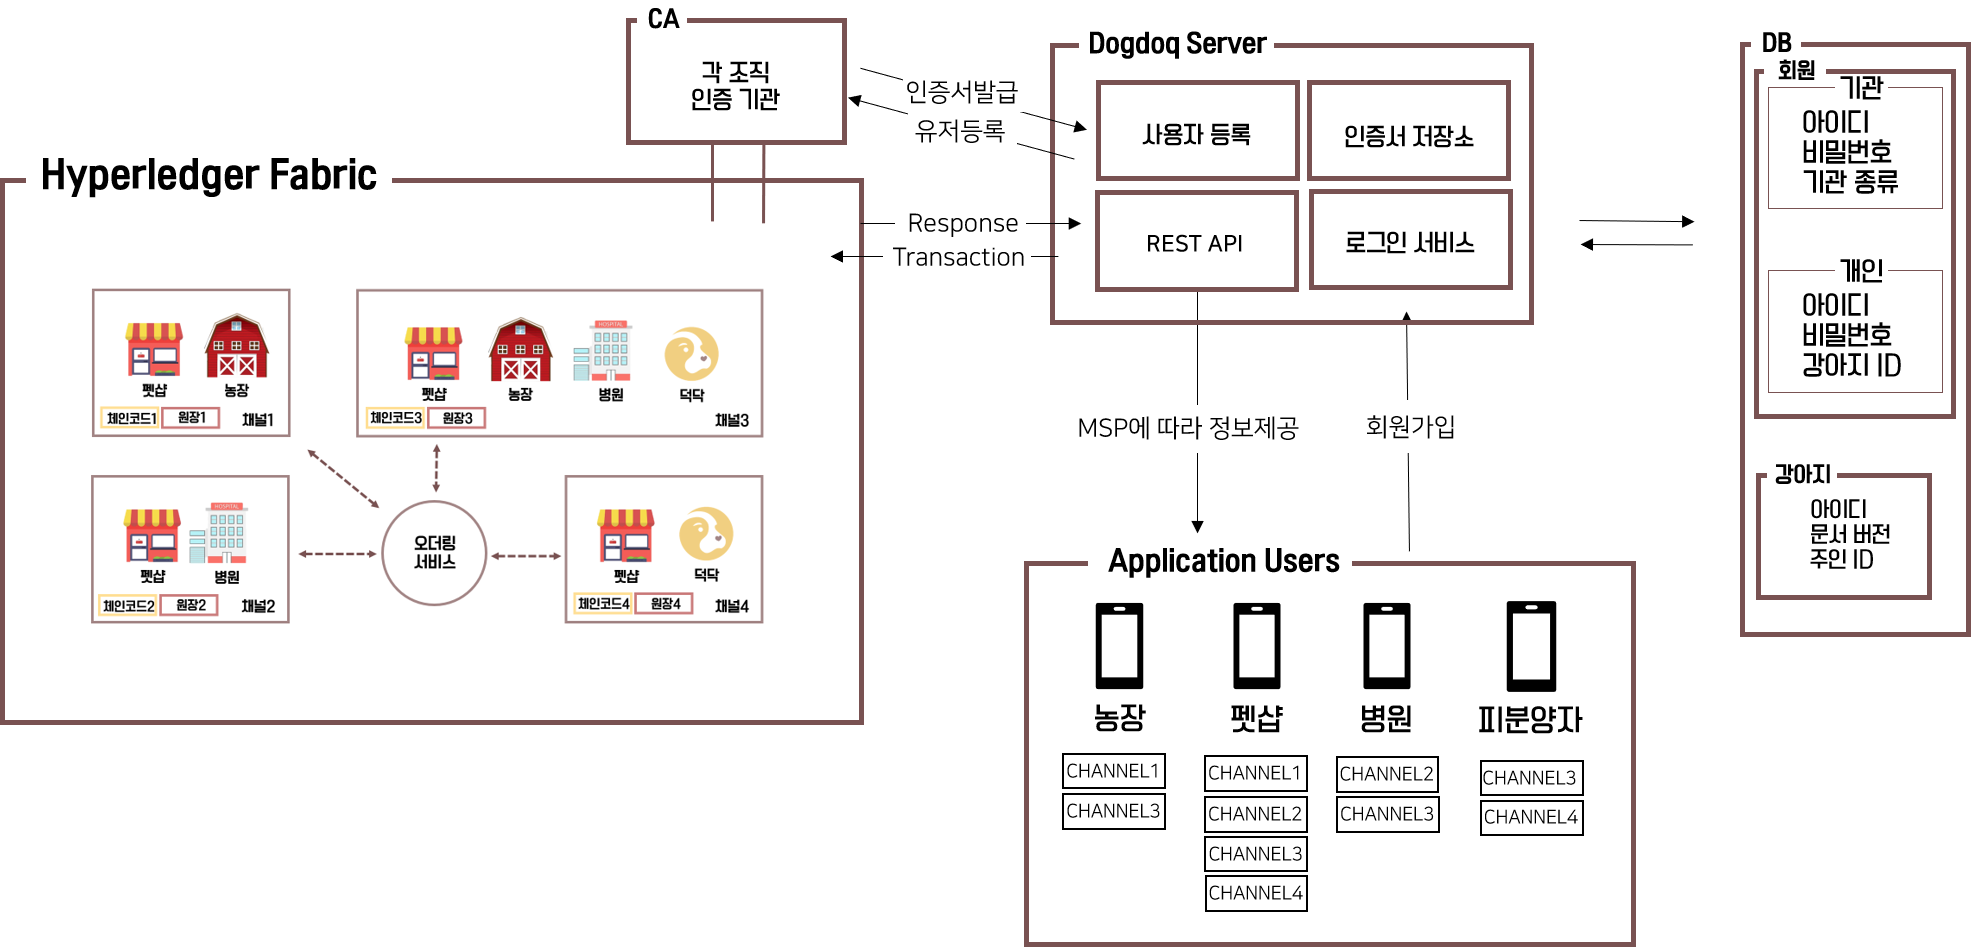 CA
각 조직
인증 기관
인증서발급
유저등록
Dogdoq Server
사용자 등록
인증서 저장소
REST API
로그인 서비스
DB
회원
기관
아이디
비밀번호
기관 종류
개인
아이디
비밀번호
강아지 ID
강아지
아이디
문서 버전
주인 ID
Hyperledger Fabric
Response
Transaction
펫샵
농장
체인코드1
원장1
채널1
HOSPITAL
펫샵
농장
병원
덕닥
체인코드3
원장3
채널3
HOSPITAL
펫샵
병원
체인코드2
원장2
채널2
오더링
서비스
펫샵
덕닥
체인코드4
원장4
채널4
MSP에 따라 정보제공
회원가입
Application Users
농장
펫샵
병원
피분양자
CHANNEL1
CHANNEL3
CHANNEL1
CHANNEL2
CHANNEL3
CHANNEL4
CHANNEL2
CHANNEL3
CHANNEL3
CHANNEL4